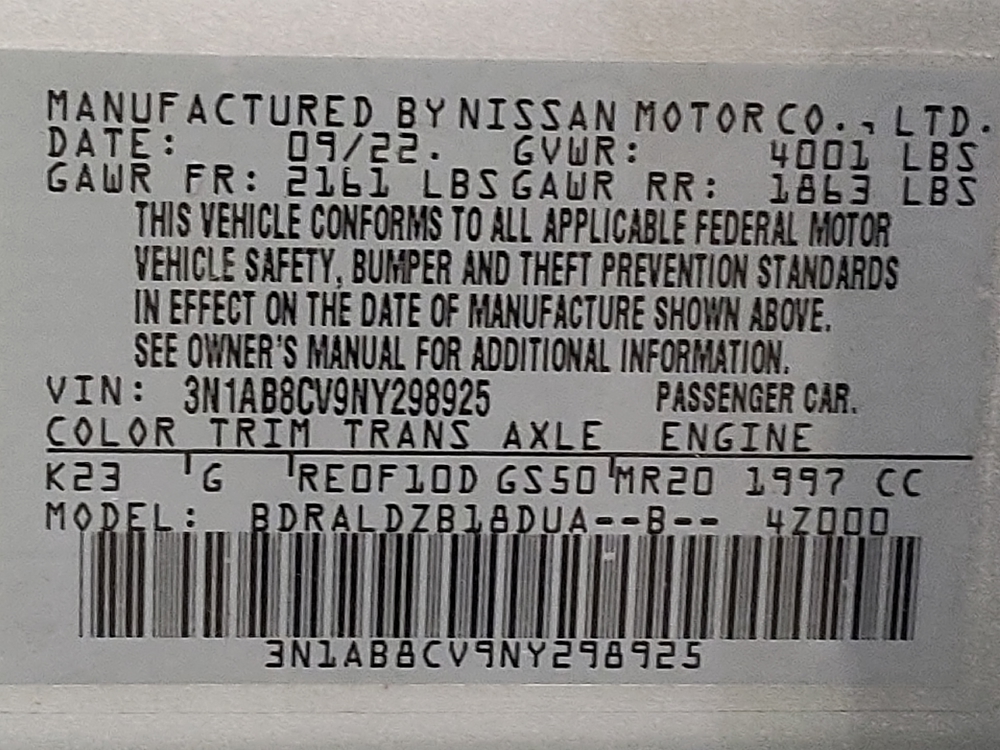 MANUFACTURED BY NISSAN MOTOR CO., LTD.
DATE: 09/22. GVWR: 4001 LBS
GAWR FR: 2161 LBS GAWR RR: 1863 LBS
THIS VEHICLE CONFORMS TO ALL APPLICABLE FEDERAL MOTOR
VEHICLE SAFETY, BUMPER AND THEFT PREVENTION STANDARDS
IN EFFECT ON THE DATE OF MANUFACTURE SHOWN ABOVE.
SEE OWNER'S MANUAL FOR ADDITIONAL INFORMATION.
VIN: 3N1AB8CV9NY298925 PASSENGER CAR.
COLOR TRIM TRANS AXLE ENGINE
K23 G RE0F10D GS50 MR20 1997 CC
MODEL: BDRALDZB18DUA--B-- 4Z000
3N1AB8CV9NY298925